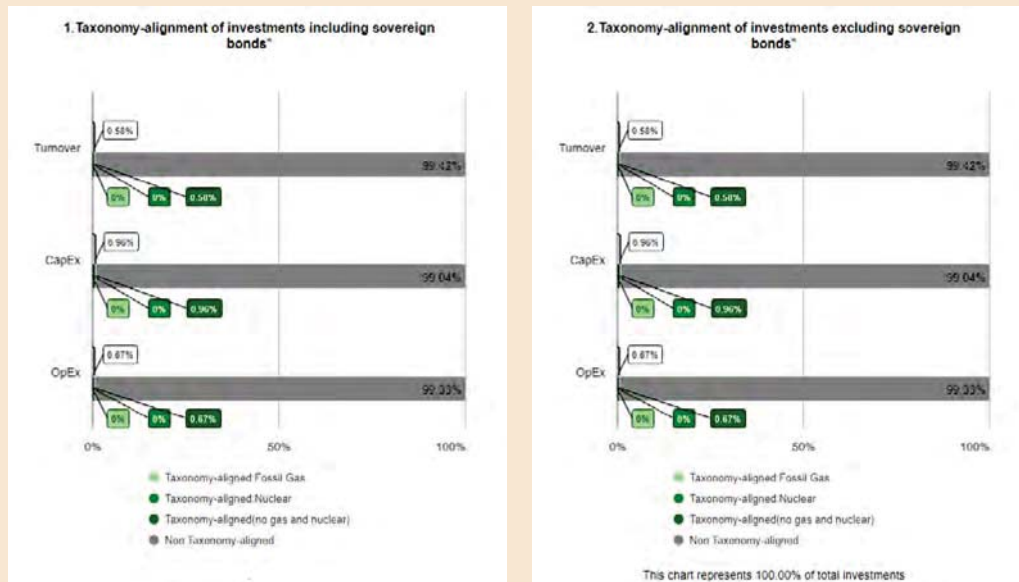 1. Taxonomy-alignment of investments including sovereign
bonds*
0.58%
Turnover
99.42%
0% 0% 0.58%
0.96%
CapEx
99.04%
0% 0% 0.96%
0.67%
OpEx
99.33%
0% 0% 0.67%
0% 50% 100%
Taxonomy-aligned Fossil Gas
Taxonomy-aligned Nuclear
Taxonomy-aligned(no gas and nuclear)
Non Taxonomy-aligned
2. Taxonomy-alignment of investments excluding sovereign
bonds*
0.58%
Turnover
99.42%
0% 0% 0.58%
0.96%
CapEx
99.04%
0% 0% 0.96%
0.67%
OpEx
99.33%
0% 0% 0.67%
0% 50% 100%
Taxonomy-aligned Fossil Gas
Taxonomy-aligned Nuclear
Taxonomy-aligned(no gas and nuclear)
Non Taxonomy-aligned
This chart represents 100.00% of total investments